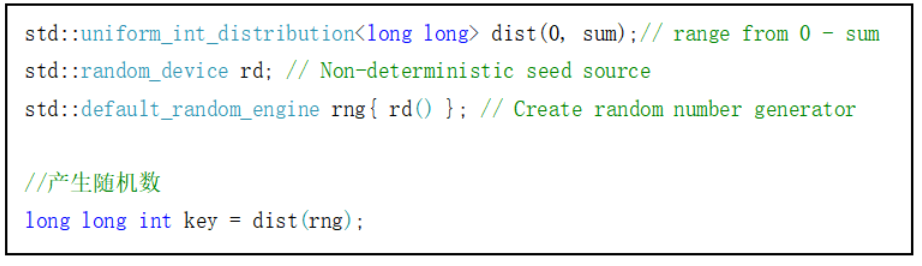 std::uniform_int_distribution<long long> dist(0, sum);// range from 0 - sum
std::random_device rd; // Non-deterministic seed source
std::default_random_engine rng{ rd() }; // Create random number generator
//产生随机数
long long int key = dist(rng);